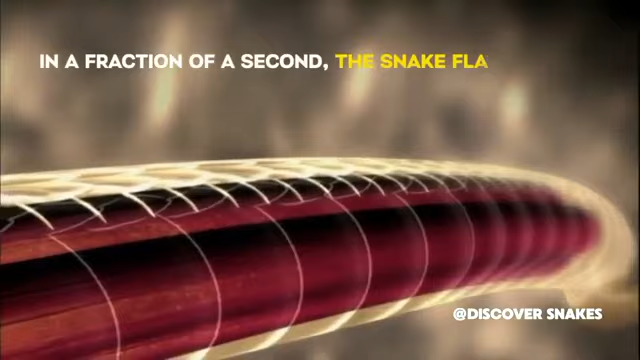 IN A FRACTION OF A SECOND, THE SNAKE FLA
@DISCOVER SNAKES